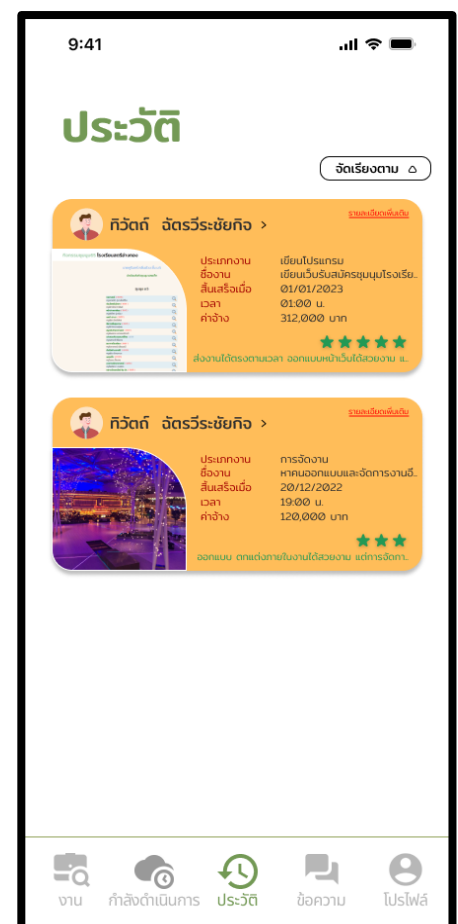 9:41
ประวัติ
จัดเรียงตาม
ทิวัตถ์ ฉัตรวีระชัยกิจ >
รายละเอียดเพิ่มเติม
ประเภทงาน เขียนโปรแกรม
ชื่องาน เขียนเว็บรับสมัครชุมนุมโรงเรีย..
สิ้นสุดเมื่อ 01/01/2023
เวลา 01:00 น.
ค่าจ้าง 312,000 บาท
ส่งงานได้ตรงตามเวลา ออกแบบหน้าเว็บได้สวยงาม แ..
ทิวัตถ์ ฉัตรวีระชัยกิจ >
รายละเอียดเพิ่มเติม
ประเภทงาน การจัดงาน
ชื่องาน หาคนออกแบบและจัดการงานอี..
สิ้นสุดเมื่อ 20/12/2022
เวลา 19:00 น.
ค่าจ้าง 120,000 บาท
ออกแบบ ตกแต่งภายในงานได้สวยงาม แต่การจัดกา..
งาน กำลังดำเนินการ ประวัติ ข้อความ โปรไฟล์